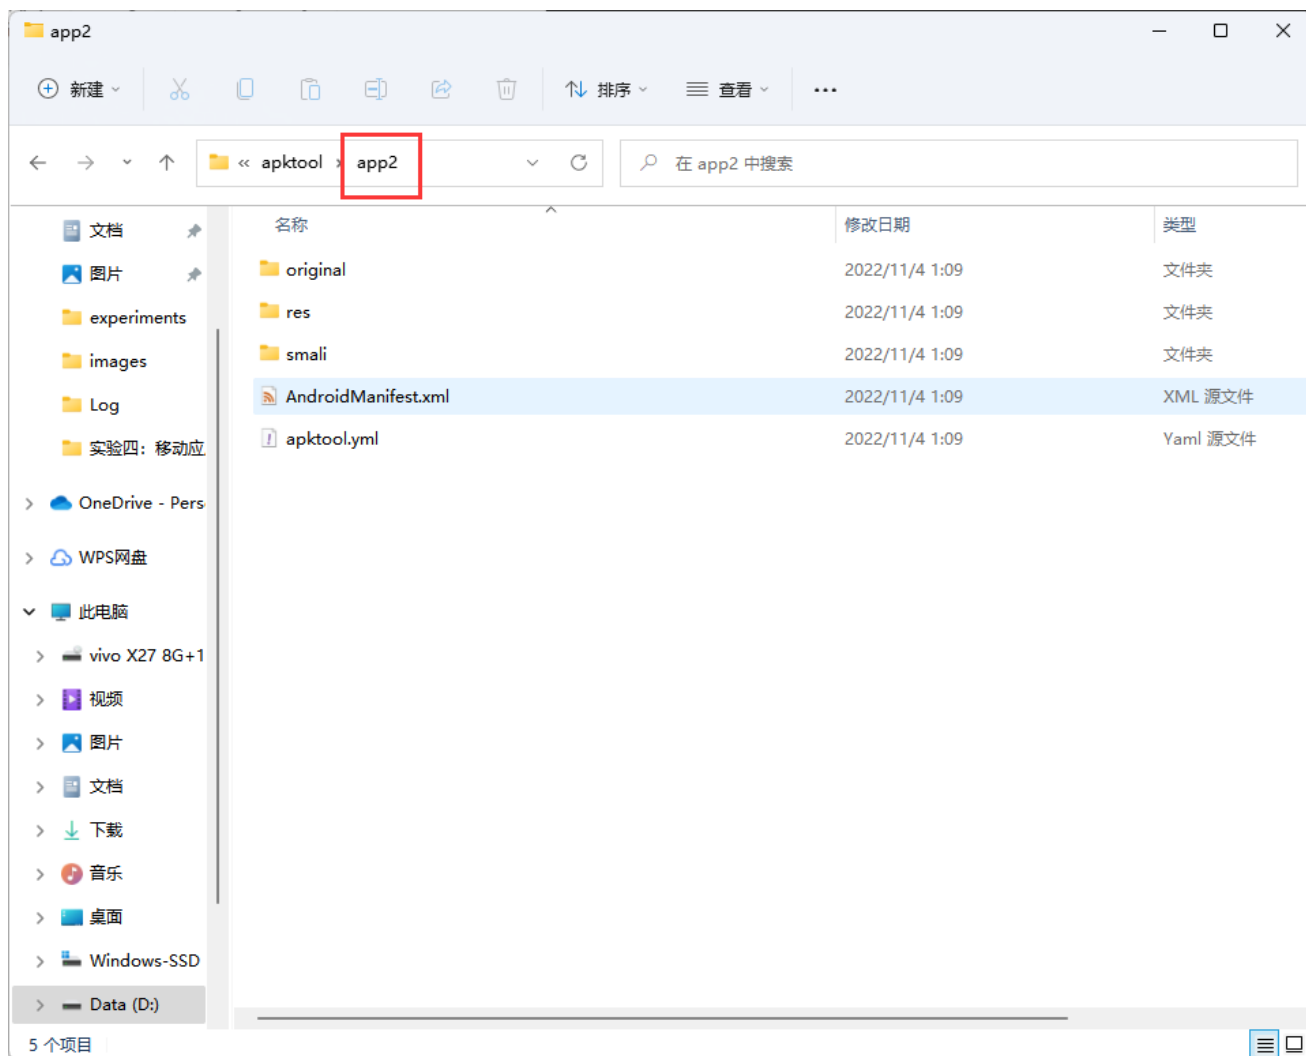 app2
新建
排序
查看
« apktool › app2
在 app2 中搜索
名称 修改日期 类型
文档
图片
experiments
images
Log
实验四：移动应
OneDrive - Pers
WPS网盘
此电脑
vivo X27 8G+1
视频
图片
文档
下载
音乐
桌面
Windows-SSD
Data (D:)
original 2022/11/4 1:09 文件夹
res 2022/11/4 1:09 文件夹
smali 2022/11/4 1:09 文件夹
AndroidManifest.xml 2022/11/4 1:09 XML 源文件
apktool.yml 2022/11/4 1:09 Yaml 源文件
5 个项目